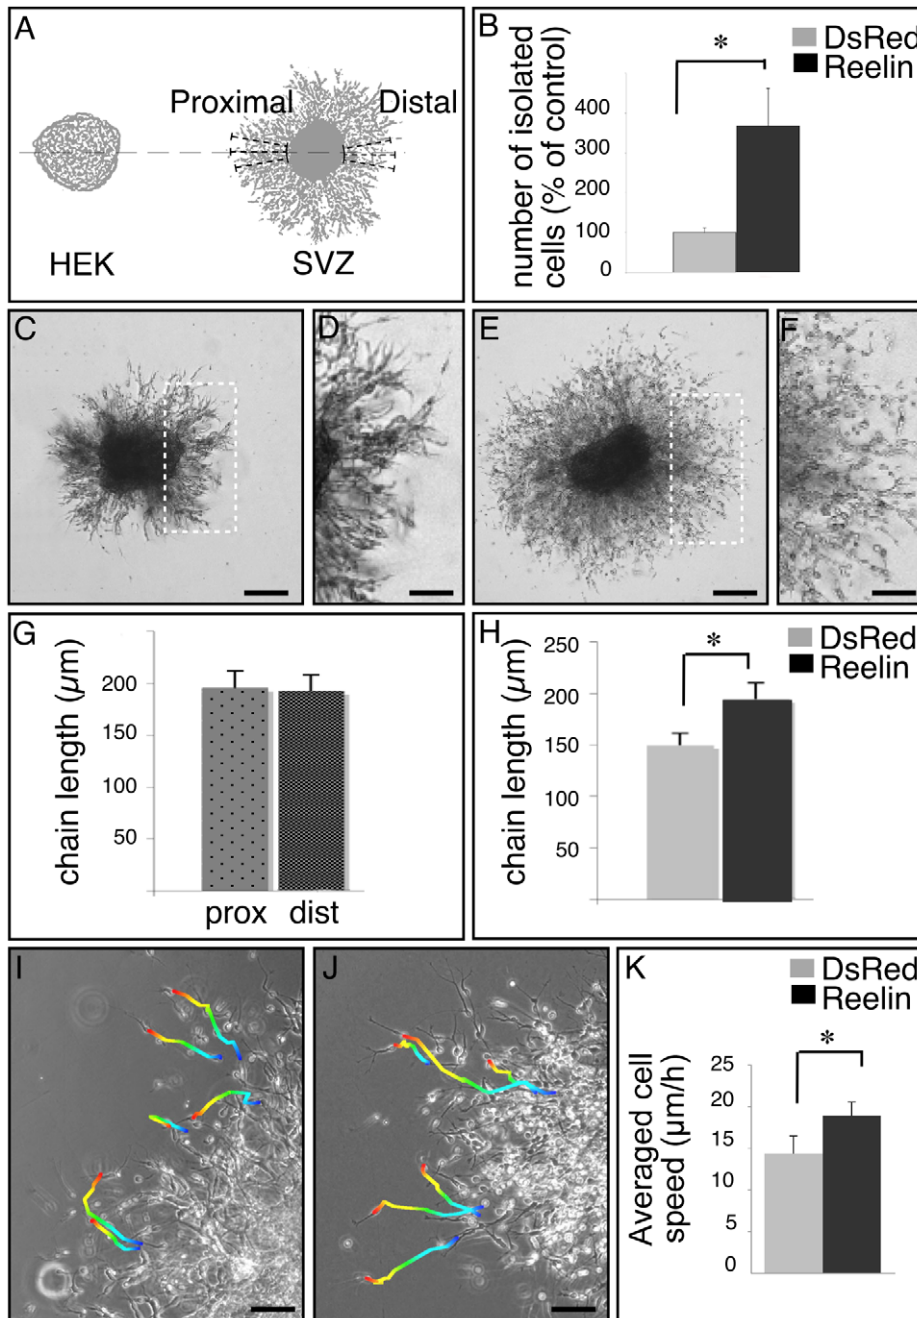 A
Proximal
Distal
HEK
SVZ
B
DsRed
Reelin
*
number of isolated
cells (% of control)
400
300
200
100
0
C
D
E
F
G
chain length (µm)
200
150
100
50
prox
dist
H
DsRed
Reelin
*
chain length (µm)
250
200
150
100
50
I
J
K
DsRed
Reelin
*
Averaged cell
speed (µm/h)
25
20
15
10
5
0